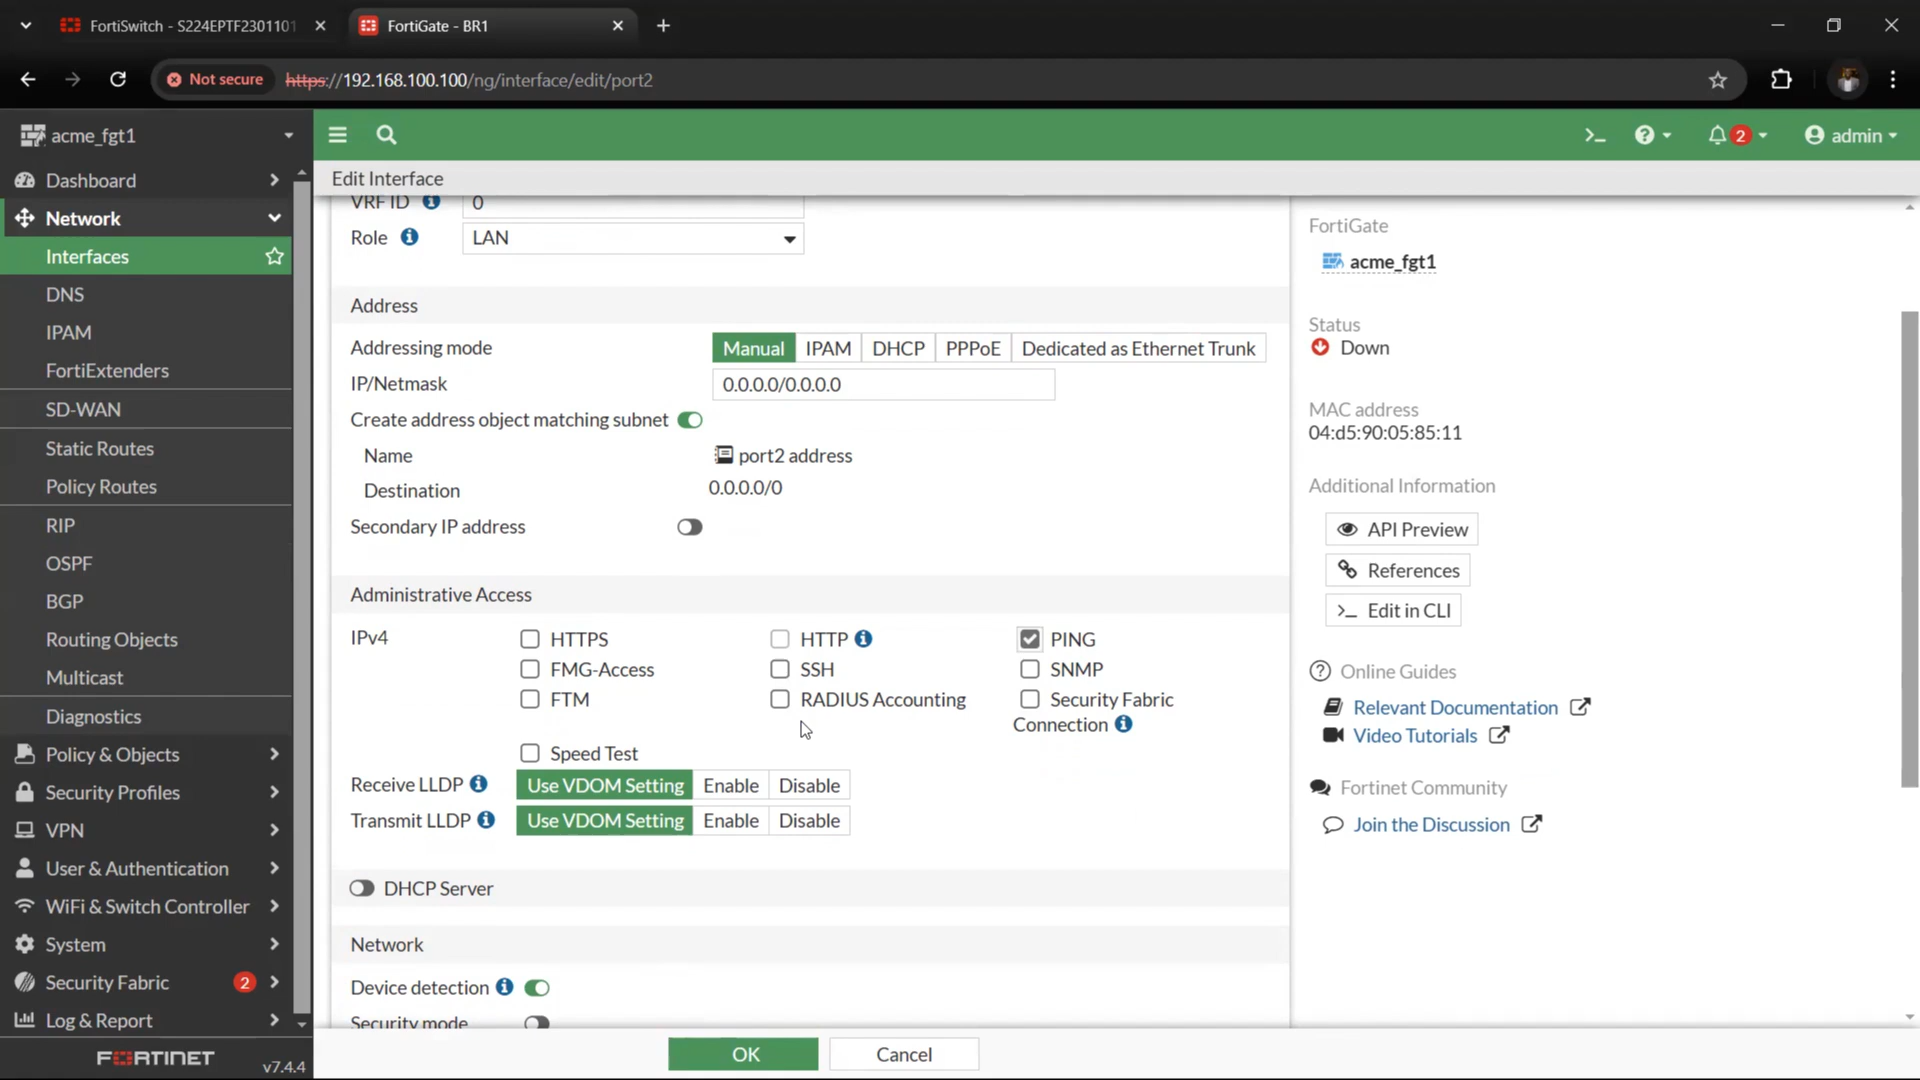 FortiSwitch - S224EPTF2301101
FortiGate - BR1
Not secure
https://192.168.100.100/ng/interface/edit/port2
acme_fgt1
2
admin
Dashboard
Network
Interfaces
DNS
IPAM
FortiExtenders
SD-WAN
Static Routes
Policy Routes
RIP
OSPF
BGP
Routing Objects
Multicast
Diagnostics
Policy & Objects
Security Profiles
VPN
User & Authentication
WiFi & Switch Controller
System
Security Fabric 2
Log & Report
FORTINET v7.4.4
Edit Interface
VRF ID 0
Role LAN
Address
Addressing mode Manual IPAM DHCP PPPoE Dedicated as Ethernet Trunk
IP/Netmask 0.0.0.0/0.0.0.0
Create address object matching subnet
Name port2 address
Destination 0.0.0.0/0
Secondary IP address
Administrative Access
IPv4 HTTPS HTTP PING
FMG-Access SSH SNMP
FTM RADIUS Accounting Security Fabric
Connection
Speed Test
Receive LLDP Use VDOM Setting Enable Disable
Transmit LLDP Use VDOM Setting Enable Disable
DHCP Server
Network
Device detection
Security mode
OK Cancel
FortiGate
acme_fgt1
Status
Down
MAC address
04:d5:90:05:85:11
Additional Information
API Preview
References
>_ Edit in CLI
Online Guides
Relevant Documentation
Video Tutorials
Fortinet Community
Join the Discussion